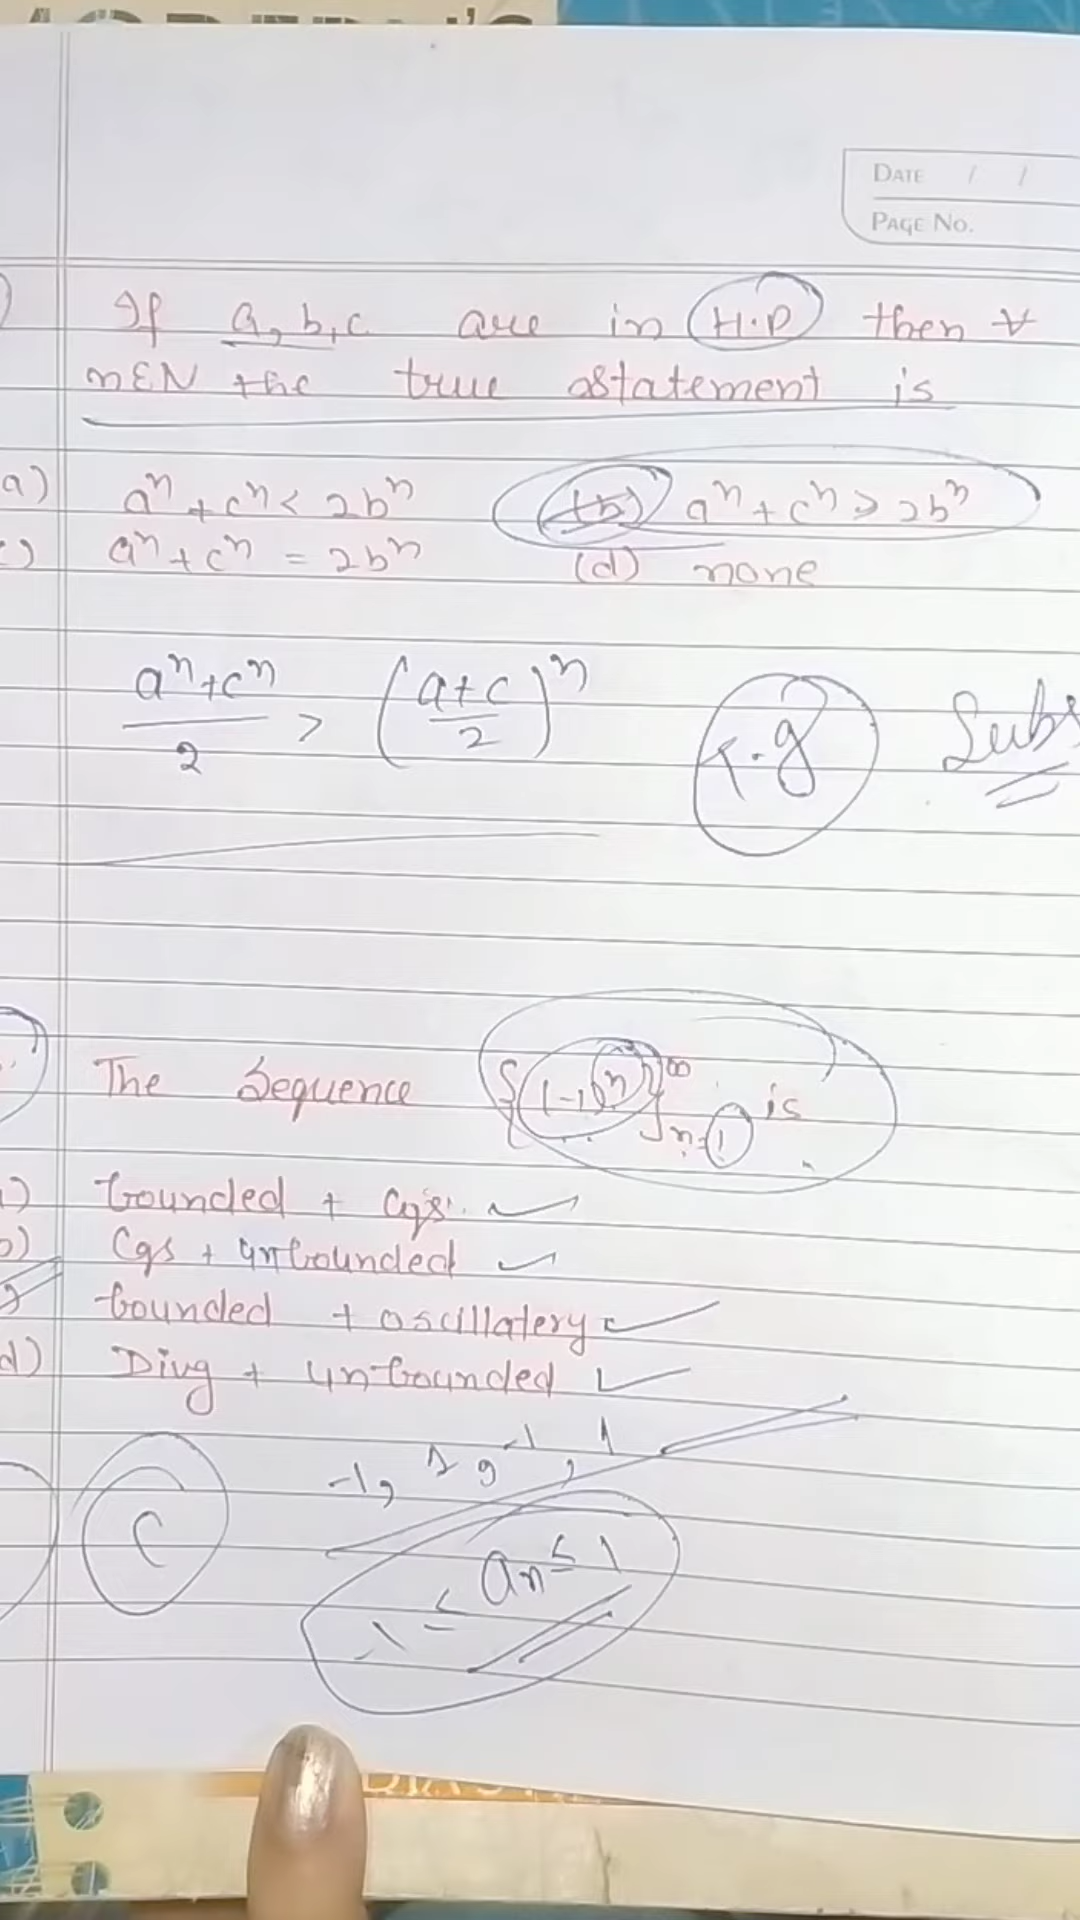 DATE / /
PAGE No.
If a, b, c are in H.P then ∀
n∈N the true statement is
a) aⁿ + cⁿ < 2bⁿ (b) aⁿ + cⁿ > 2bⁿ
c) aⁿ + cⁿ = 2bⁿ (d) none
aⁿ+cⁿ/2 > (a+c/2)ⁿ
Subs
The Sequence {(-1)ⁿ}^∞ n=1 is
bounded + cgs.
b) Cgs + unbounded
bounded + oscillatery
d) Divg + unbounded
-1, 1, -1, 1
C
-1 ≤ an ≤ 1